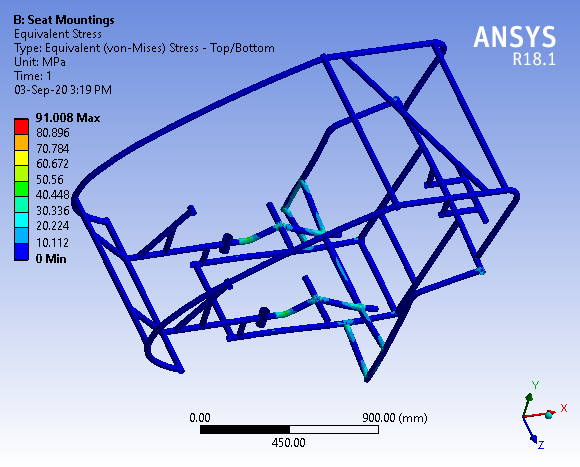 B: Seat Mountings
Equivalent Stress
Type: Equivalent (von-Mises) Stress - Top/Bottom
Unit: MPa
Time: 1
03-Sep-20 3:19 PM
ANSYS
R18.1
91.008 Max
80.896
70.784
60.672
50.56
40.448
30.336
20.224
10.112
0 Min
0.00
900.00 (mm)
450.00
Y
X
Z